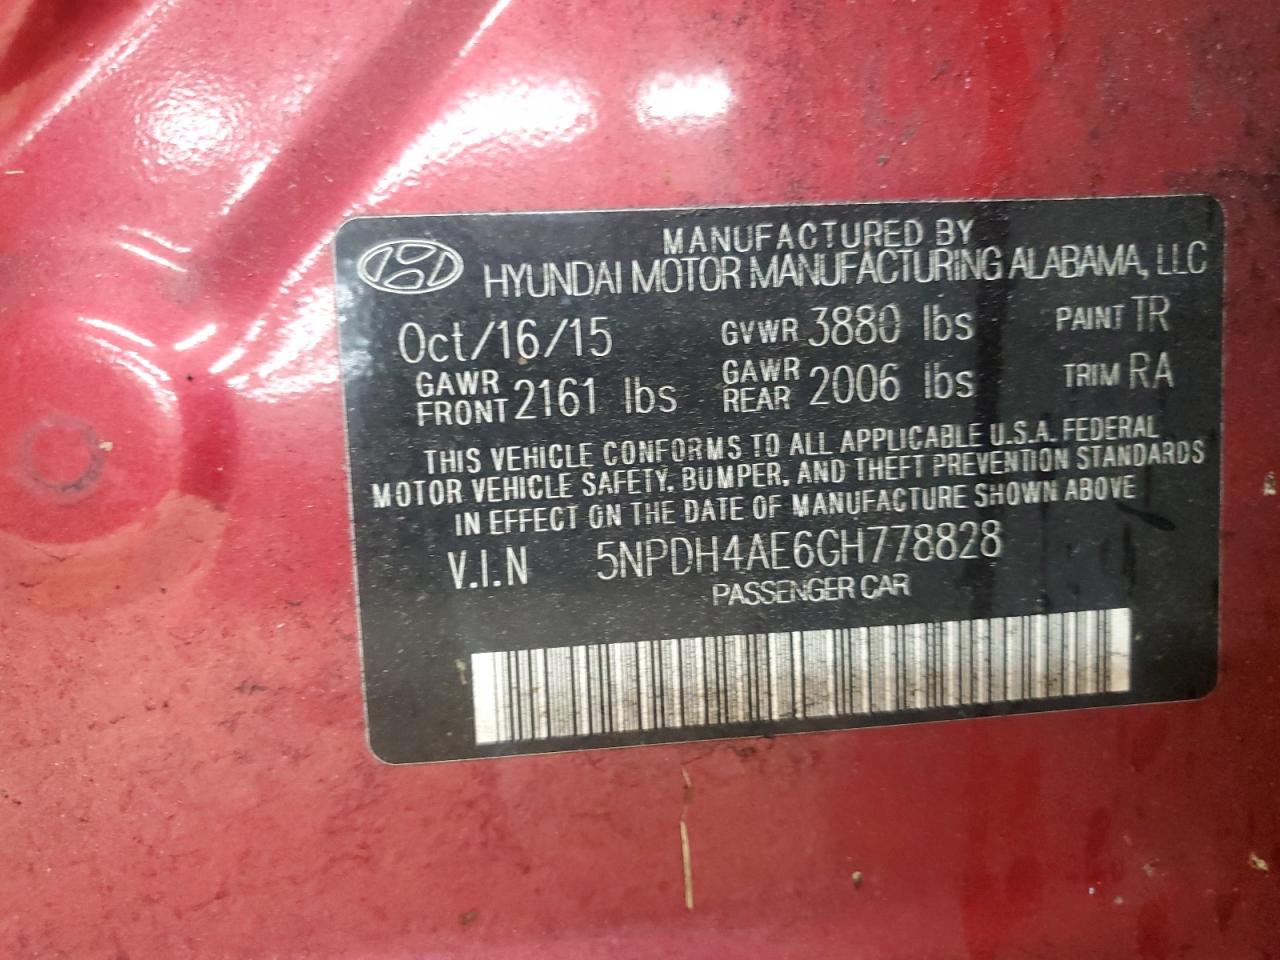 MANUFACTURED BY
HYUNDAI MOTOR MANUFACTURING ALABAMA, LLC
Oct/16/15 GVWR 3880 lbs PAINT TR
GAWR FRONT 2161 lbs GAWR REAR 2006 lbs TRIM RA
THIS VEHICLE CONFORMS TO ALL APPLICABLE U.S.A. FEDERAL
MOTOR VEHICLE SAFETY, BUMPER, AND THEFT PREVENTION STANDARDS
IN EFFECT ON THE DATE OF MANUFACTURE SHOWN ABOVE
V.I.N 5NPDH4AE6GH778828
PASSENGER CAR